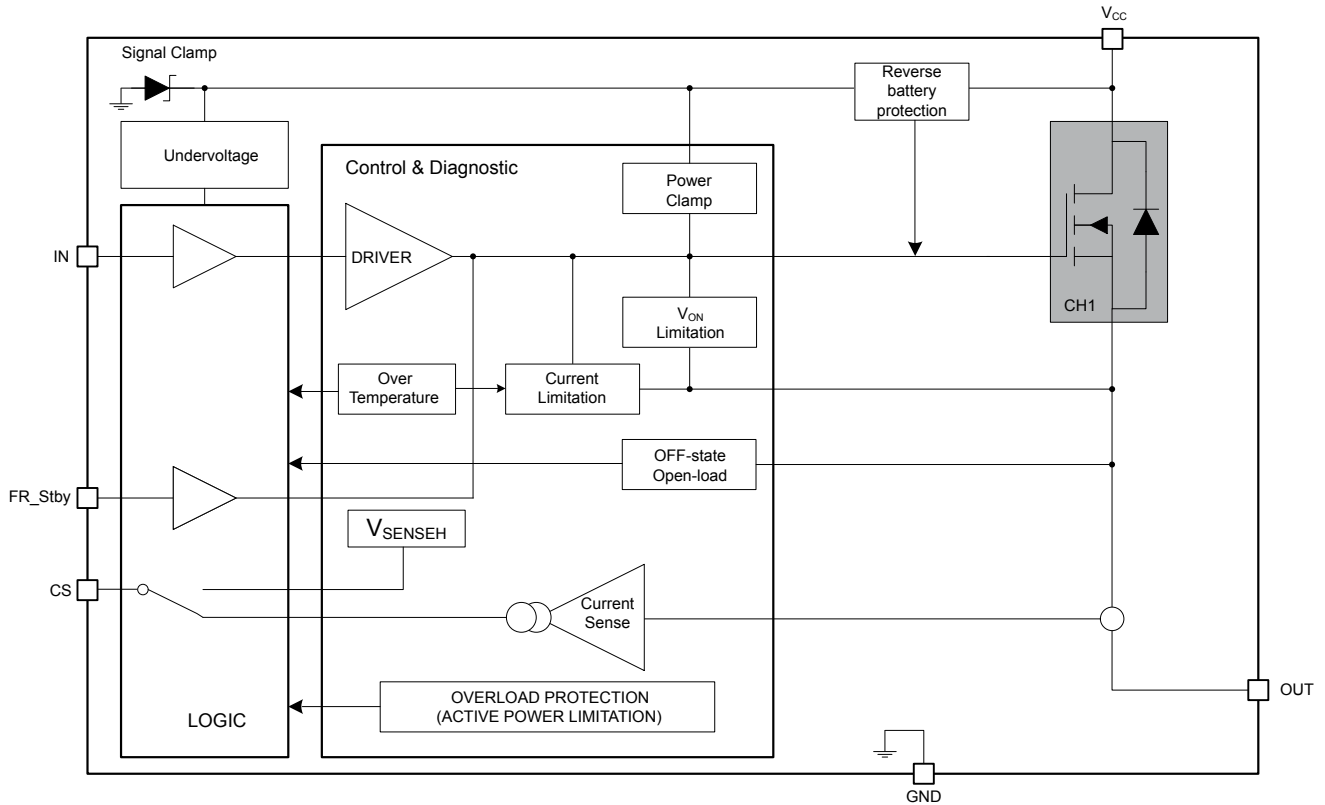 VCC
Signal Clamp
Reverse
battery
protection
Undervoltage
Control & Diagnostic
Power
Clamp
IN
DRIVER
VON
Limitation
CH1
Over
Temperature
Current
Limitation
OFF-state
Open-load
FR_Stby
VSENSEH
CS
Current
Sense
OVERLOAD PROTECTION
(ACTIVE POWER LIMITATION)
LOGIC
OUT
GND